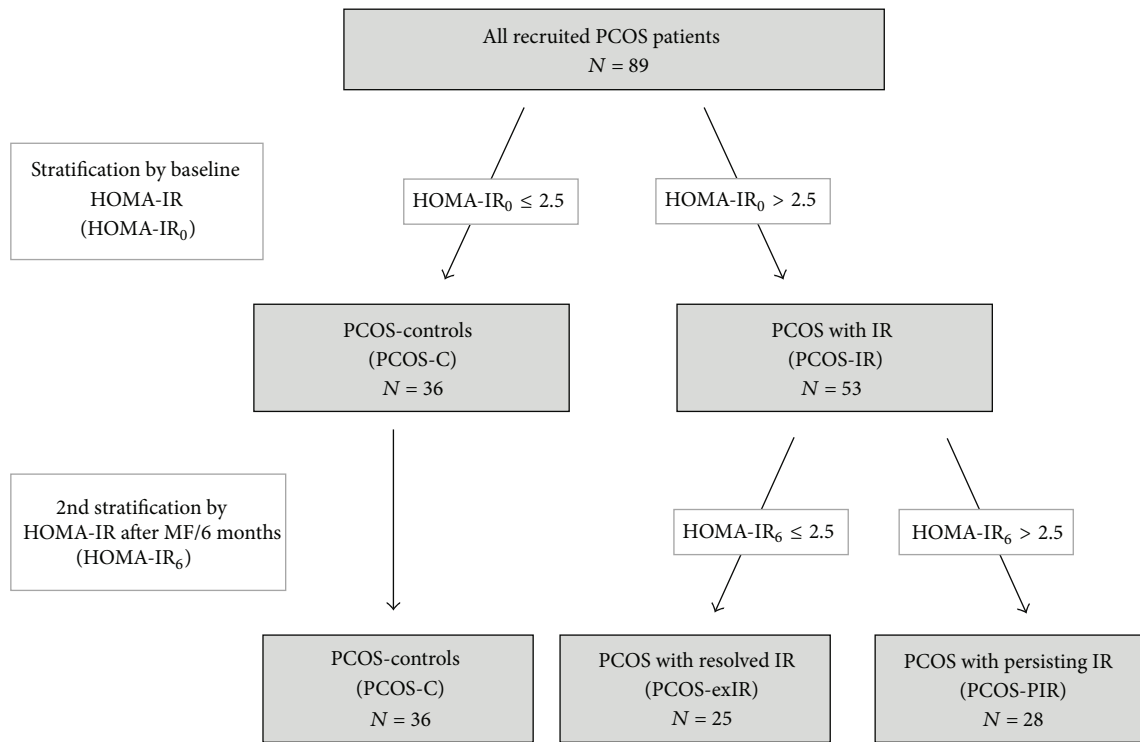 All recruited PCOS patients
N = 89
Stratification by baseline
HOMA-IR
(HOMA-IR₀)
HOMA-IR₀ ≤ 2.5
HOMA-IR₀ > 2.5
PCOS-controls
(PCOS-C)
N = 36
PCOS with IR
(PCOS-IR)
N = 53
2nd stratification by
HOMA-IR after MF/6 months
(HOMA-IR₆)
HOMA-IR₆ ≤ 2.5
HOMA-IR₆ > 2.5
PCOS-controls
(PCOS-C)
N = 36
PCOS with resolved IR
(PCOS-exIR)
N = 25
PCOS with persisting IR
(PCOS-PIR)
N = 28